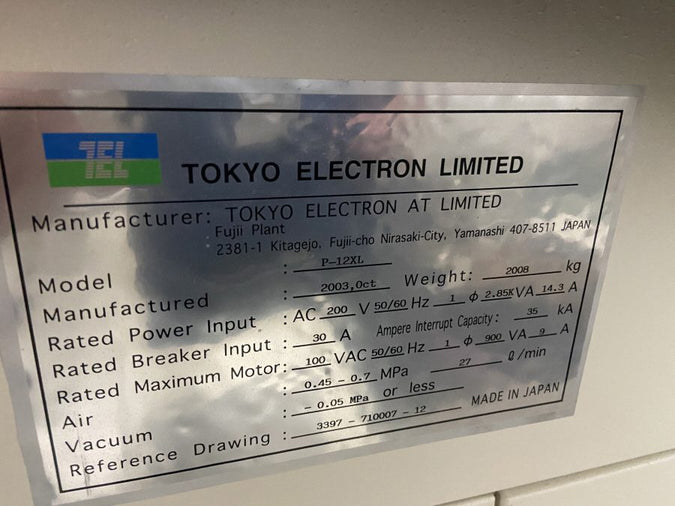 TEL
TOKYO ELECTRON LIMITED
Manufacturer: TOKYO ELECTRON AT LIMITED
: Fujii Plant
: 2381-1 Kitagejo, Fujii-cho Nirasaki-City, Yamanashi 407-8511 JAPAN
Model : P-12XL
Manufactured : 2003,Oct Weight: 2008 kg
Rated Power Input : AC 200 V 50/60 Hz 1 ϕ 2.85K VA 14.3 A
Rated Breaker Input : 30 A Ampere Interrupt Capacity : 35 kA
Rated Maximum Motor: 100 VAC 50/60 Hz 1 ϕ 900 VA 9 A
Air : 0.45 - 0.7 MPa 27 ℓ/min
Vacuum : - 0.05 MPa or less
Reference Drawing : 3397 - 710007 - 12 MADE IN JAPAN